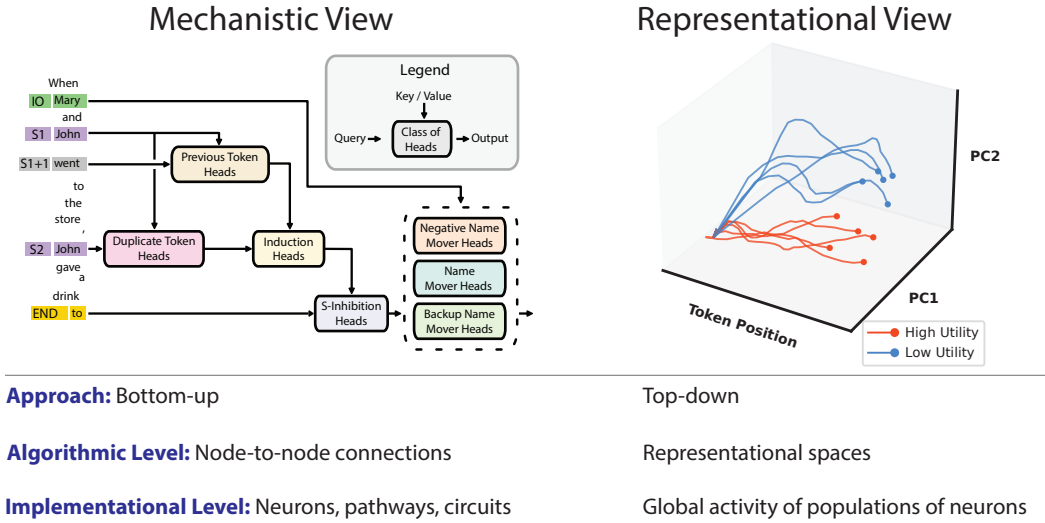 Mechanistic View
Representational View
When
IO Mary
and
S1 John
S1+1 went
to
the
store
,
S2 John
gave
a
drink
END to
Previous Token
Heads
Duplicate Token
Heads
Induction
Heads
S-Inhibition
Heads
Legend
Key / Value
Query
Class of
Heads
Output
Negative Name
Mover Heads
Name
Mover Heads
Backup Name
Mover Heads
PC2
PC1
Token Position
High Utility
Low Utility
Approach: Bottom-up
Top-down
Algorithmic Level: Node-to-node connections
Representational spaces
Implementational Level: Neurons, pathways, circuits
Global activity of populations of neurons